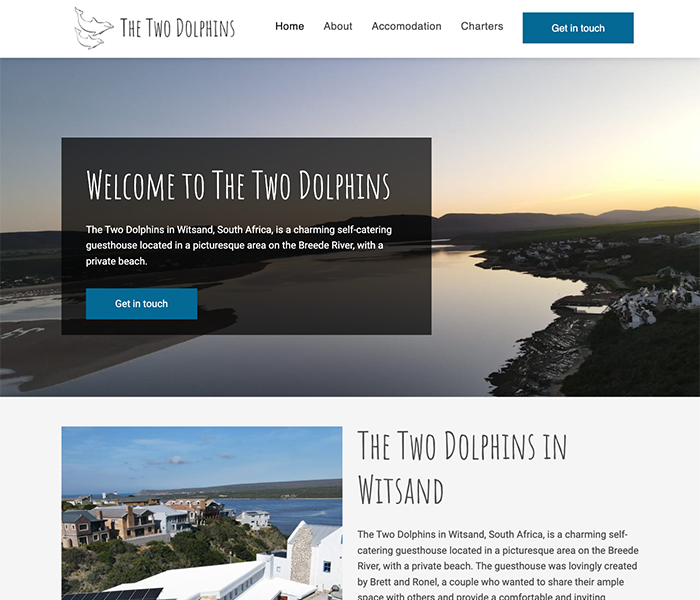 The Two Dolphins
Home
About
Accomodation
Charters
Get in touch
Welcome to The Two Dolphins
The Two Dolphins in Witsand, South Africa, is a charming self-catering
guesthouse located in a picturesque area on the Breede River, with a
private beach.
Get in touch
The Two Dolphins in
Witsand
The Two Dolphins in Witsand, South Africa, is a charming self-
catering guesthouse located in a picturesque area on the Breede
River, with a private beach. The guesthouse was lovingly created
by Brett and Ronel, a couple who wanted to share their ample
space with others and provide a comfortable and inviting